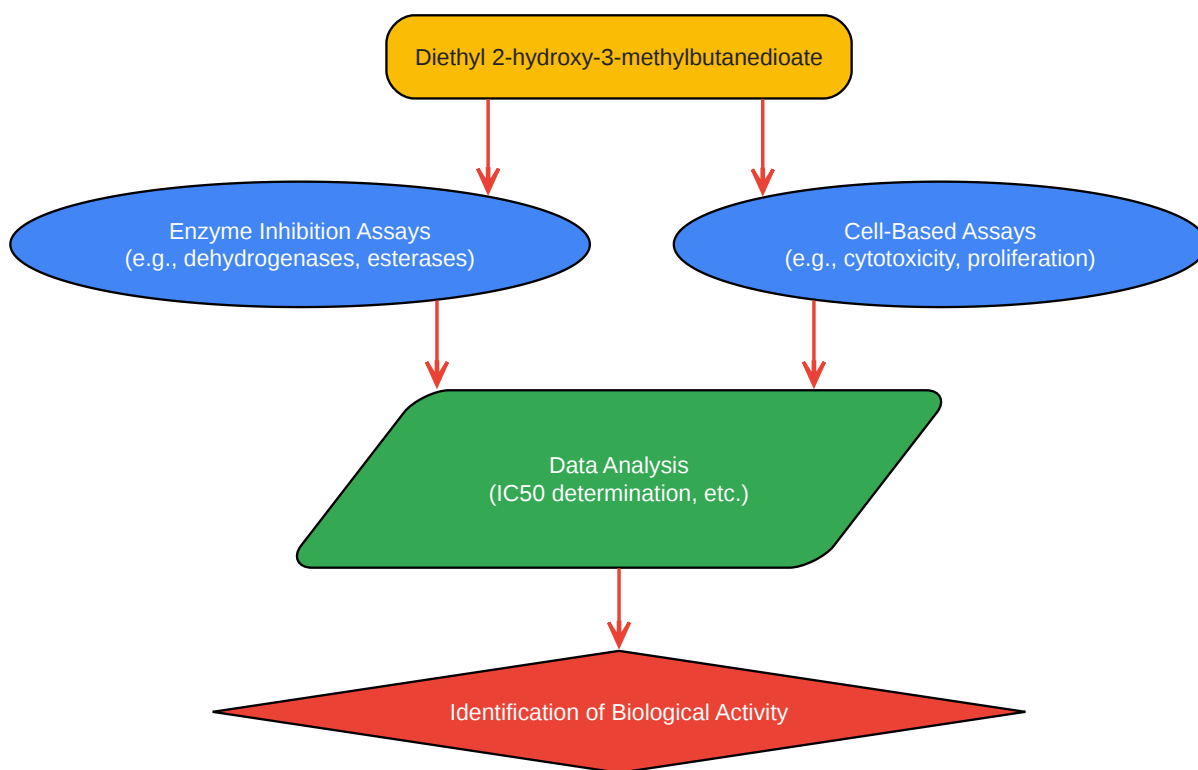 Diethyl 2-hydroxy-3-methylbutanedioate
Enzyme Inhibition Assays
(e.g., dehydrogenases, esterases)
Cell-Based Assays
(e.g., cytotoxicity, proliferation)
Data Analysis
(IC50 determination, etc.)
Identification of Biological Activity